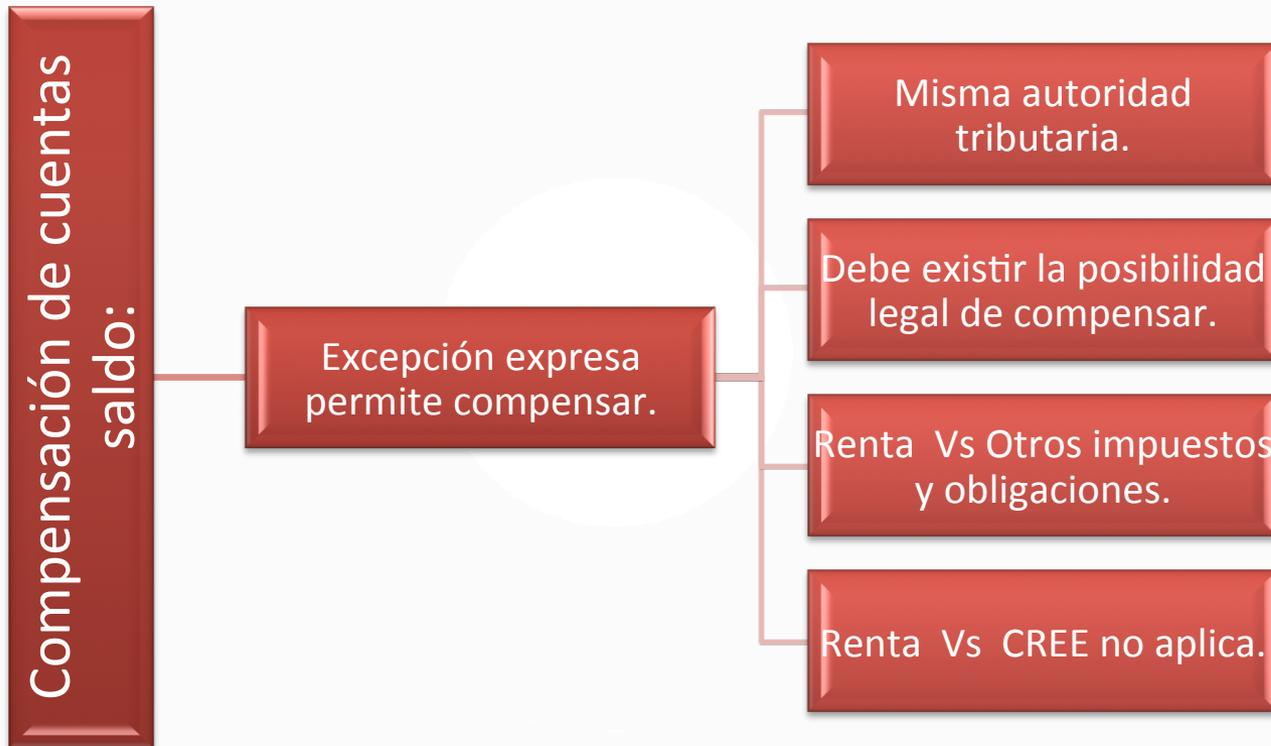 Compensación de cuentas
saldo:
Excepción expresa
permite compensar.
Misma autoridad
tributaria.
Debe existir la posibilidad
legal de compensar.
Renta  Vs Otros impuestos
y obligaciones.
Renta  Vs  CREE no aplica.